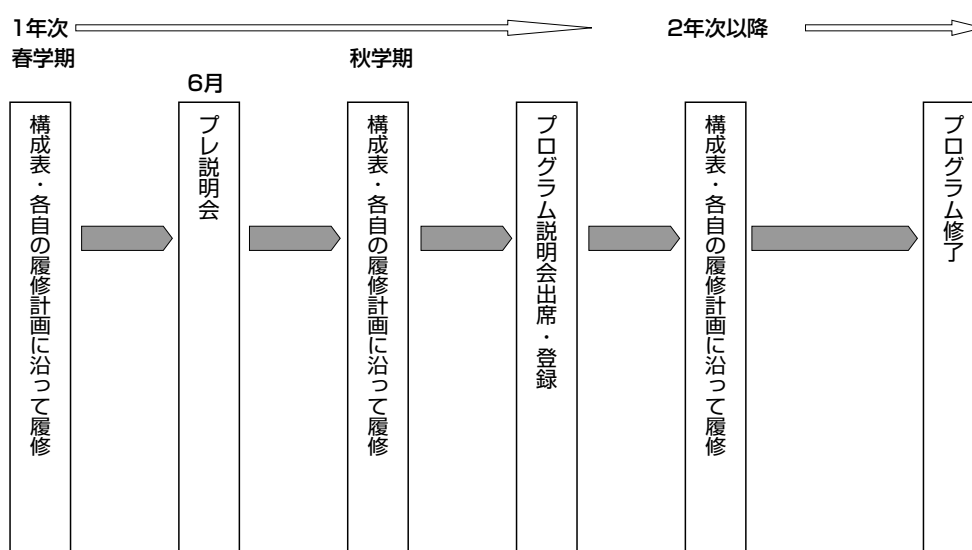 1年次
2年次以降
春学期
秋学期
6月
構成表・各自の履修計画に沿って履修
プレ説明会
構成表・各自の履修計画に沿って履修
プログラム説明会出席・登録
構成表・各自の履修計画に沿って履修
プログラム修了